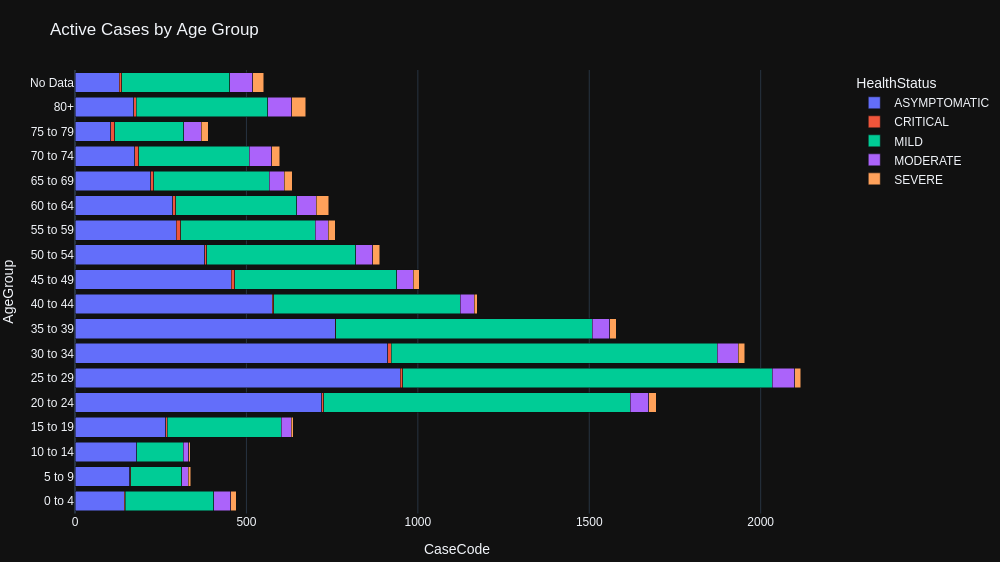 Active Cases by Age Group
HealthStatus
ASYMPTOMATIC
CRITICAL
MILD
MODERATE
SEVERE
AgeGroup
No Data
80+
75 to 79
70 to 74
65 to 69
60 to 64
55 to 59
50 to 54
45 to 49
40 to 44
35 to 39
30 to 34
25 to 29
20 to 24
15 to 19
10 to 14
5 to 9
0 to 4
0 500 1000 1500 2000
CaseCode